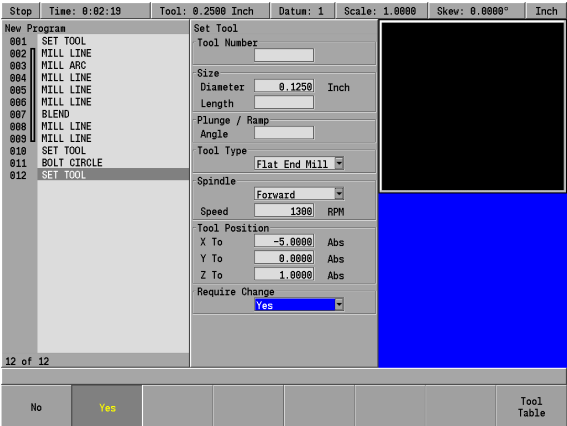 Stop Time: 0:02:19 Tool: 0.2500 Inch Datum: 1 Scale: 1.0000 Skew: 0.0000° Inch
New Program
001 SET TOOL
002 MILL LINE
003 MILL ARC
004 MILL LINE
005 MILL LINE
006 MILL LINE
007 BLEND
008 MILL LINE
009 MILL LINE
010 SET TOOL
011 BOLT CIRCLE
012 SET TOOL
12 of 12
Set Tool
Tool Number
Size
Diameter 0.1250 Inch
Length
Plunge / Ramp
Angle
Tool Type
Flat End Mill
Spindle
Forward
Speed 1300 RPM
Tool Position
X To -5.0000 Abs
Y To 0.0000 Abs
Z To 1.0000 Abs
Require Change
Yes
No Yes Tool
Table